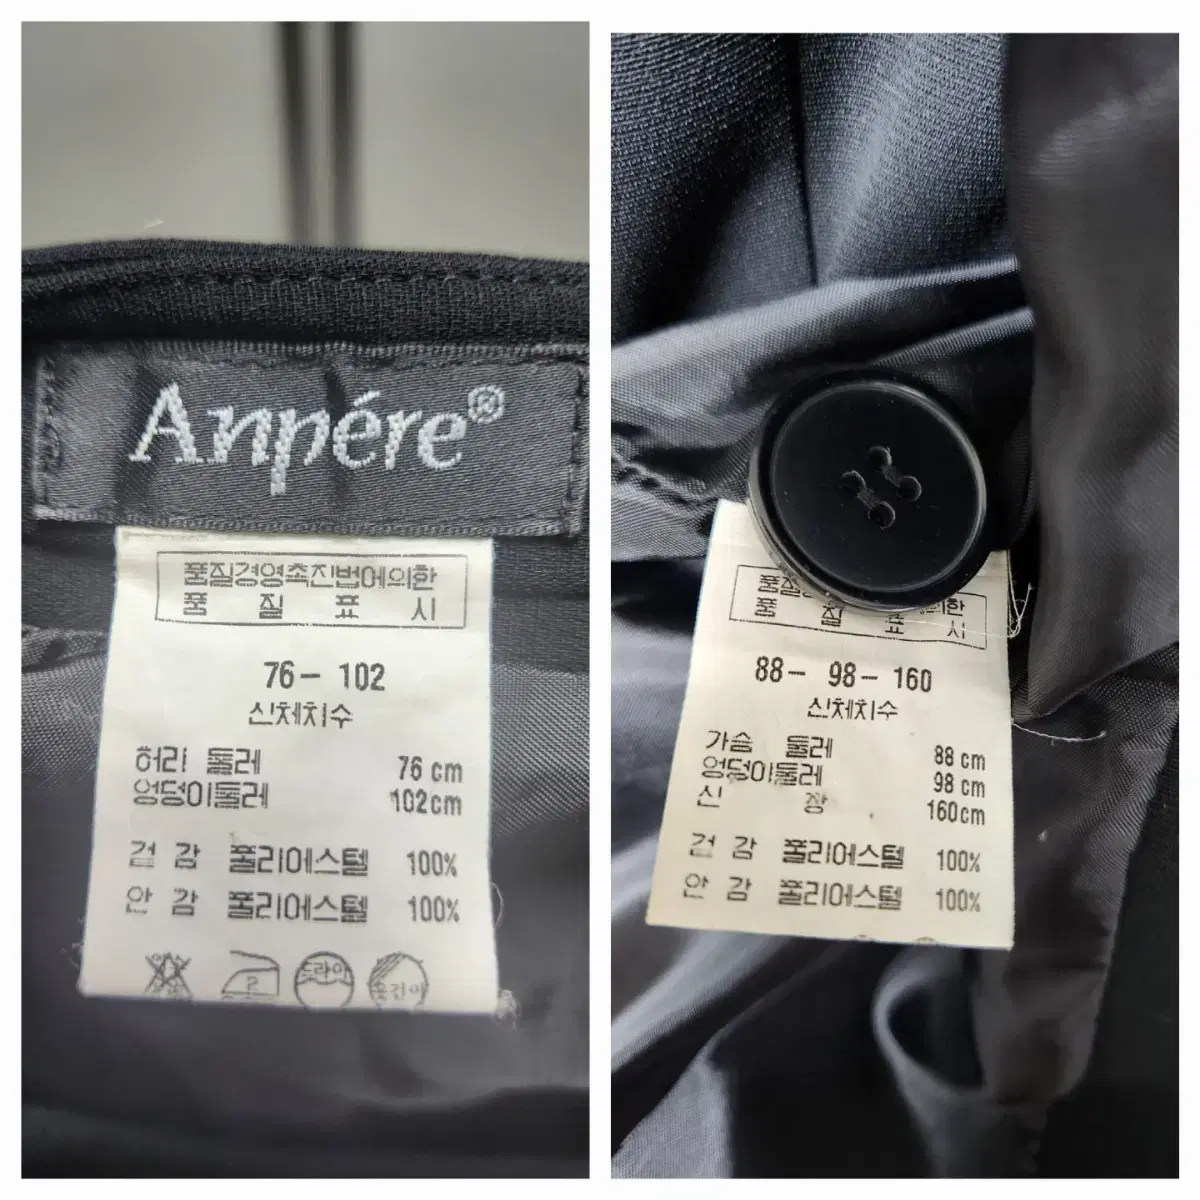 Anpére®
품질경영촉진법에의한
품 질 표 시
76- 102
신체치수
허리 둘레 76 cm
엉덩이둘레 102cm
겉 감 폴리에스텔 100%
안 감 폴리에스텔 100%
드라이
옷걸이
품질 에의한
품 질 표 시
88- 98- 160
신체치수
가슴 둘레 88 cm
엉덩이둘레 98 cm
신 장 160cm
겉 감 폴리에스텔 100%
안 감 폴리에스텔 100%